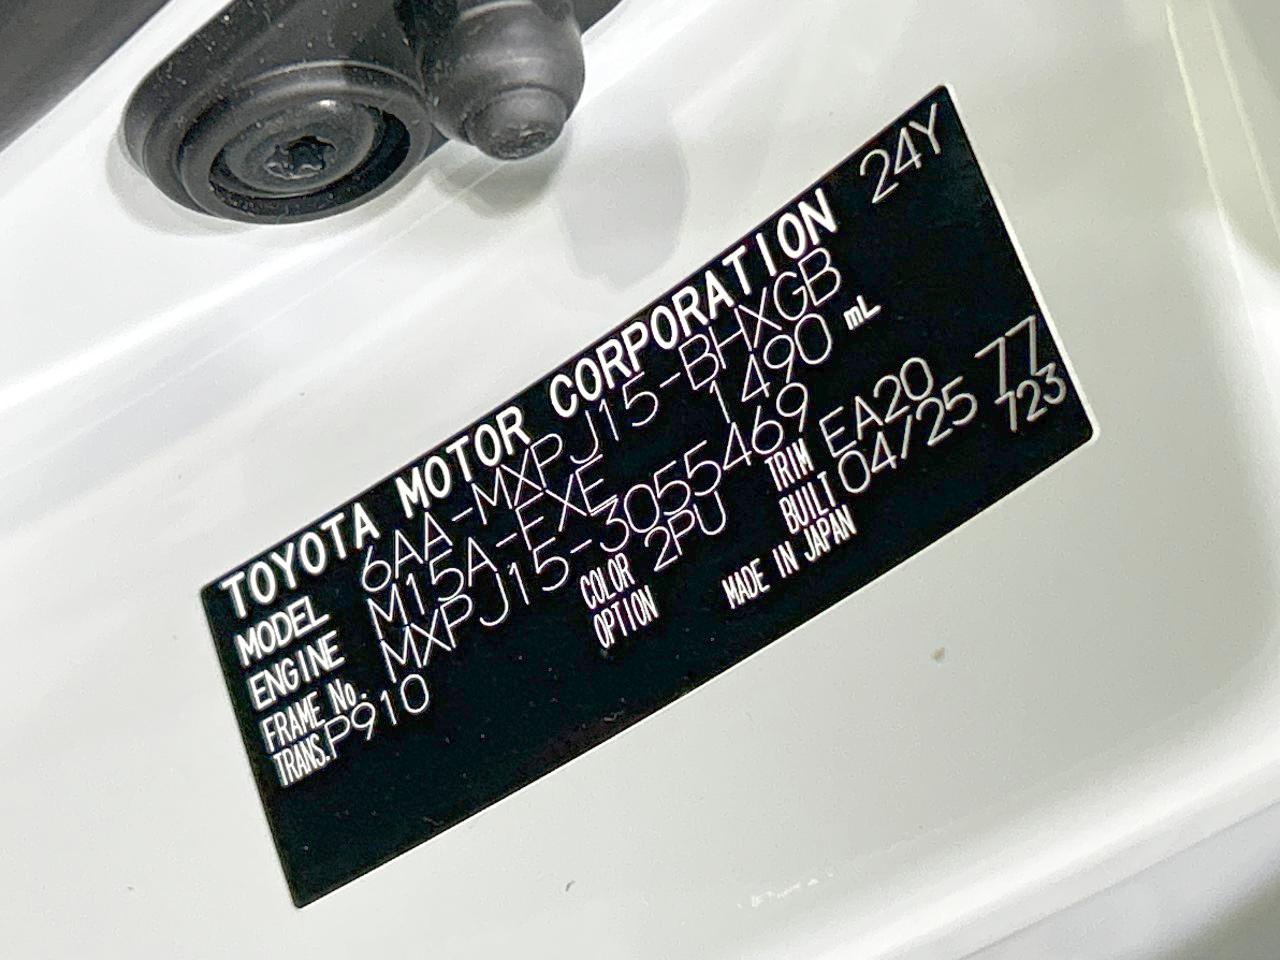 TOYOTA MOTOR CORPORATION 24Y
MODEL 6AA-MXPJ15-BHXGB
ENGINE M15A-EXE 1490 mL
FRAME No. MXPJ15-3055469
TRANS. P910
COLOR 2PU TRIM EA20
OPTION BUILT 04/25 77
723
MADE IN JAPAN